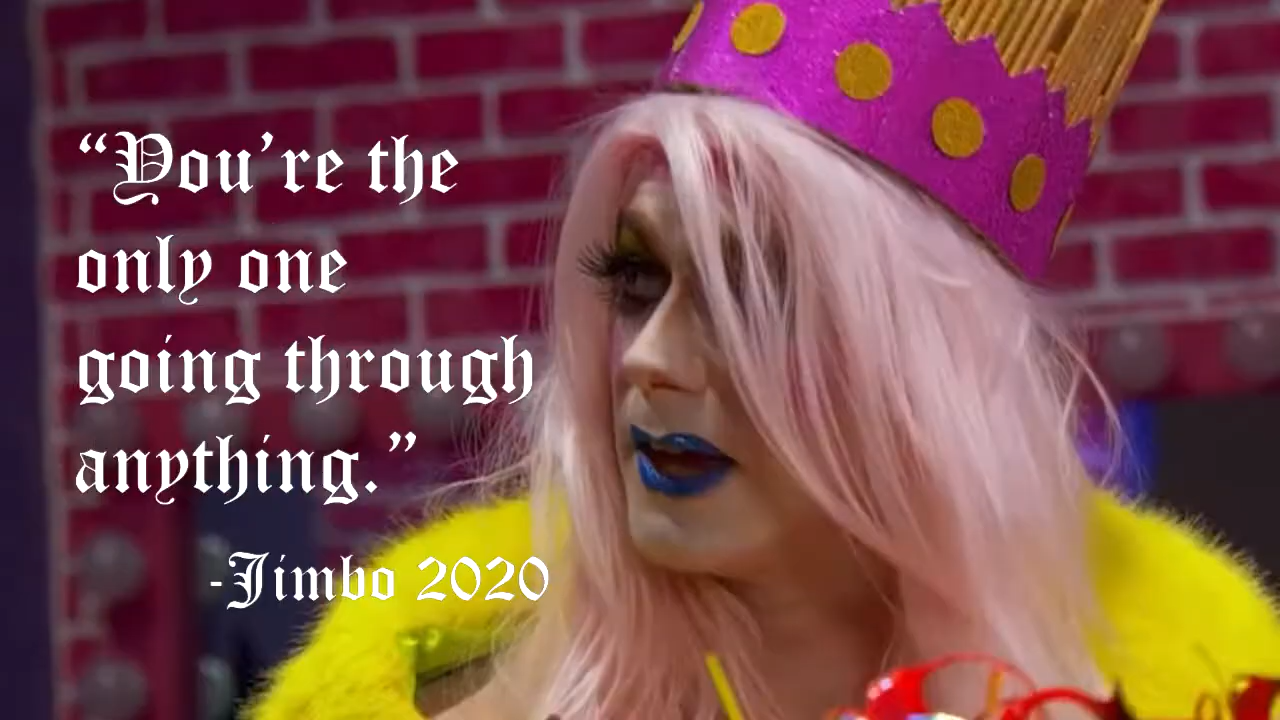 “You’re the
only one
going through
anything.”
-Jimbo 2020